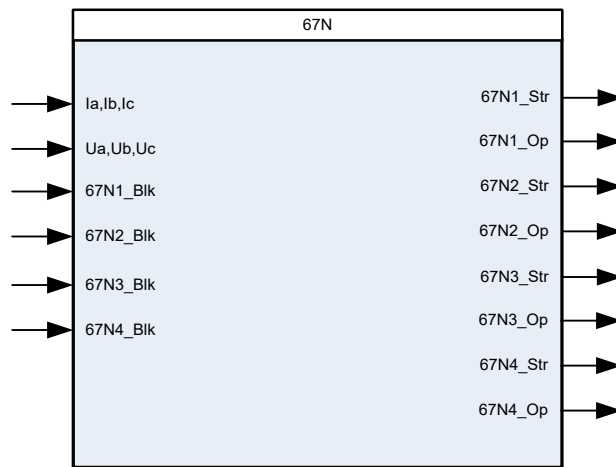 67N
Ia,Ib,Ic
Ua,Ub,Uc
67N1_Blk
67N2_Blk
67N3_Blk
67N4_Blk
67N1_Str
67N1_Op
67N2_Str
67N2_Op
67N3_Str
67N3_Op
67N4_Str
67N4_Op